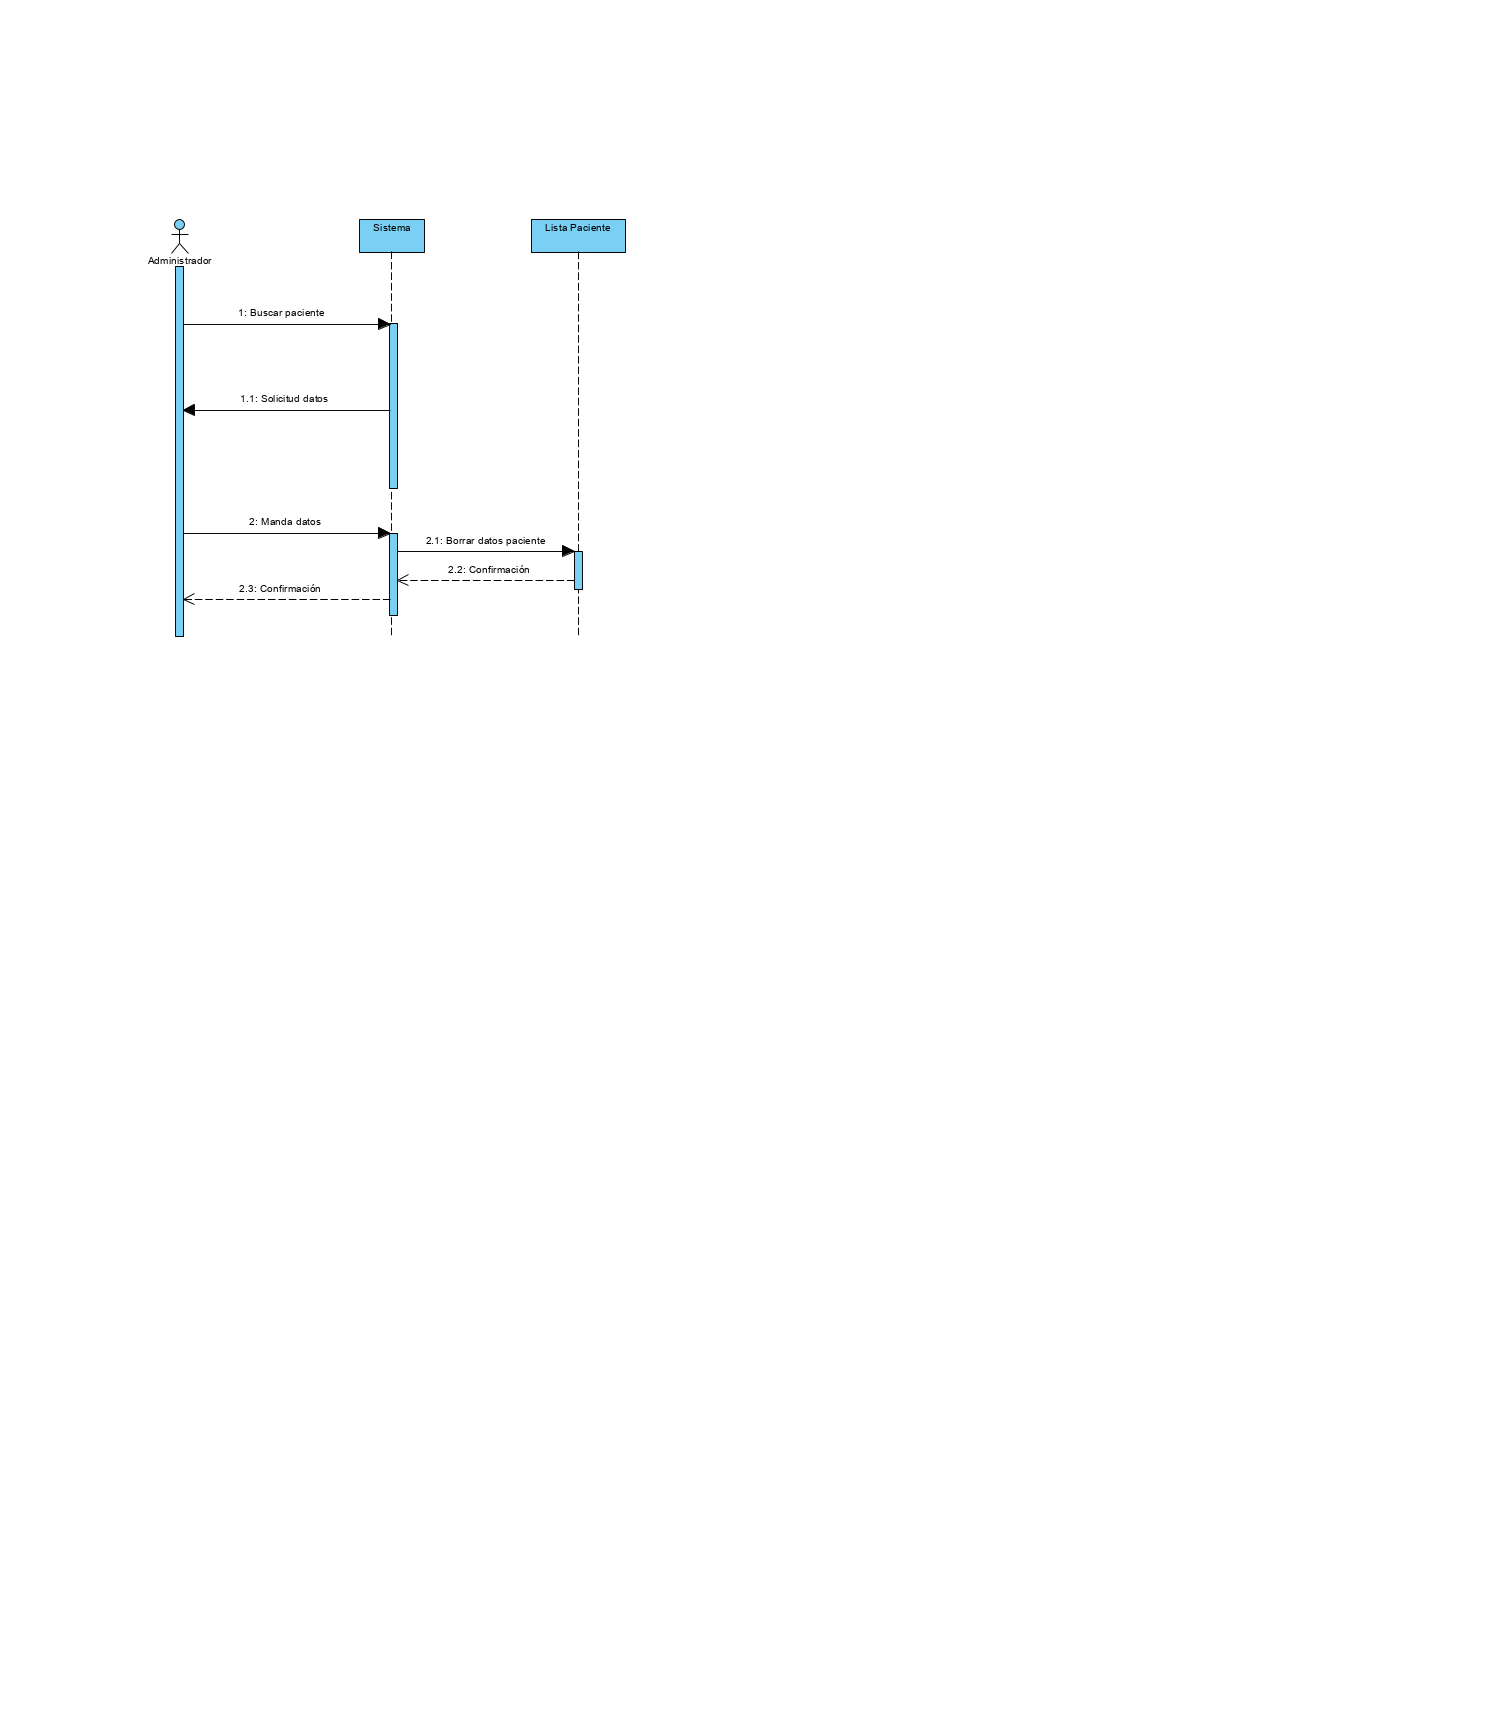 Sistema
Lista Paciente
Administrador
1: Buscar paciente
1.1: Solicitud datos
2: Manda datos
2.1: Borrar datos paciente
2.2: Confirmación
2.3: Confirmación